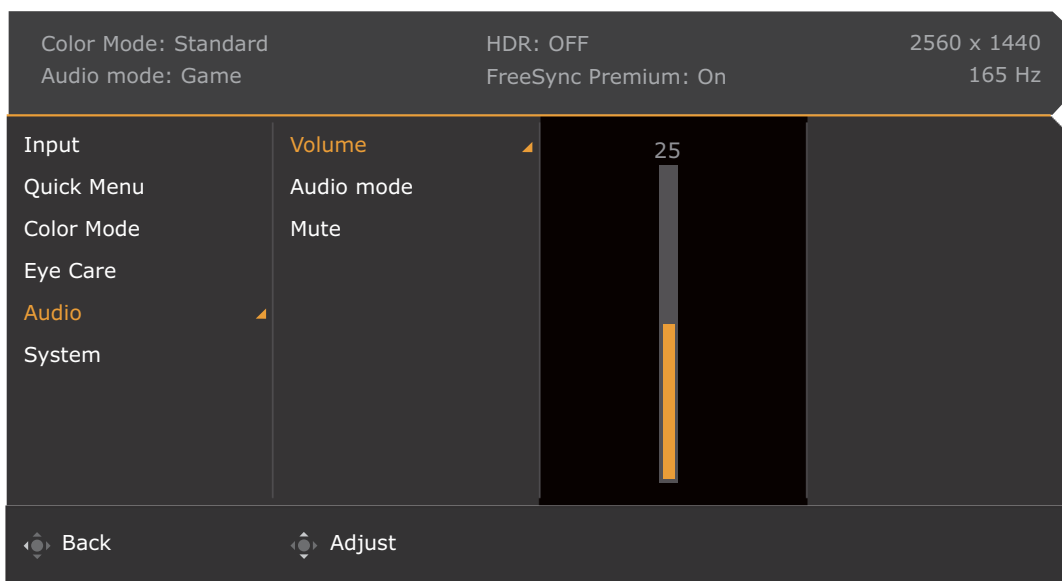 Color Mode: Standard
HDR: OFF
2560 x 1440
Audio mode: Game
FreeSync Premium: On
165 Hz
Input
Quick Menu
Color Mode
Eye Care
Audio
System
Volume
Audio mode
Mute
25
Back
Adjust